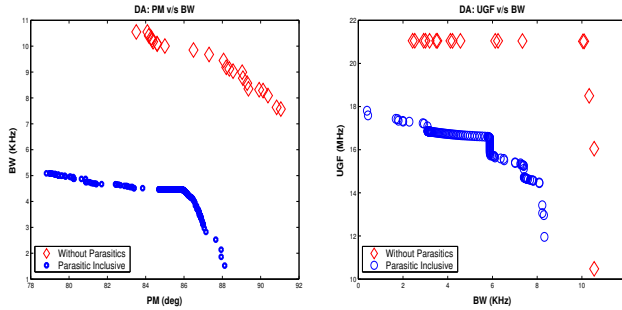 DA: PM v/s BW
11
10
9
8
7
6
5
4
3
2
1
BW (KHz)
Without Parasitics
Parasitic Inclusive
78 80 82 84 86 88 90 92
PM (deg)
DA: UGF v/s BW
22
20
18
16
14
12
10
UGF (MHz)
Without Parasitics
Parasitic Inclusive
0 2 4 6 8 10
BW (KHz)